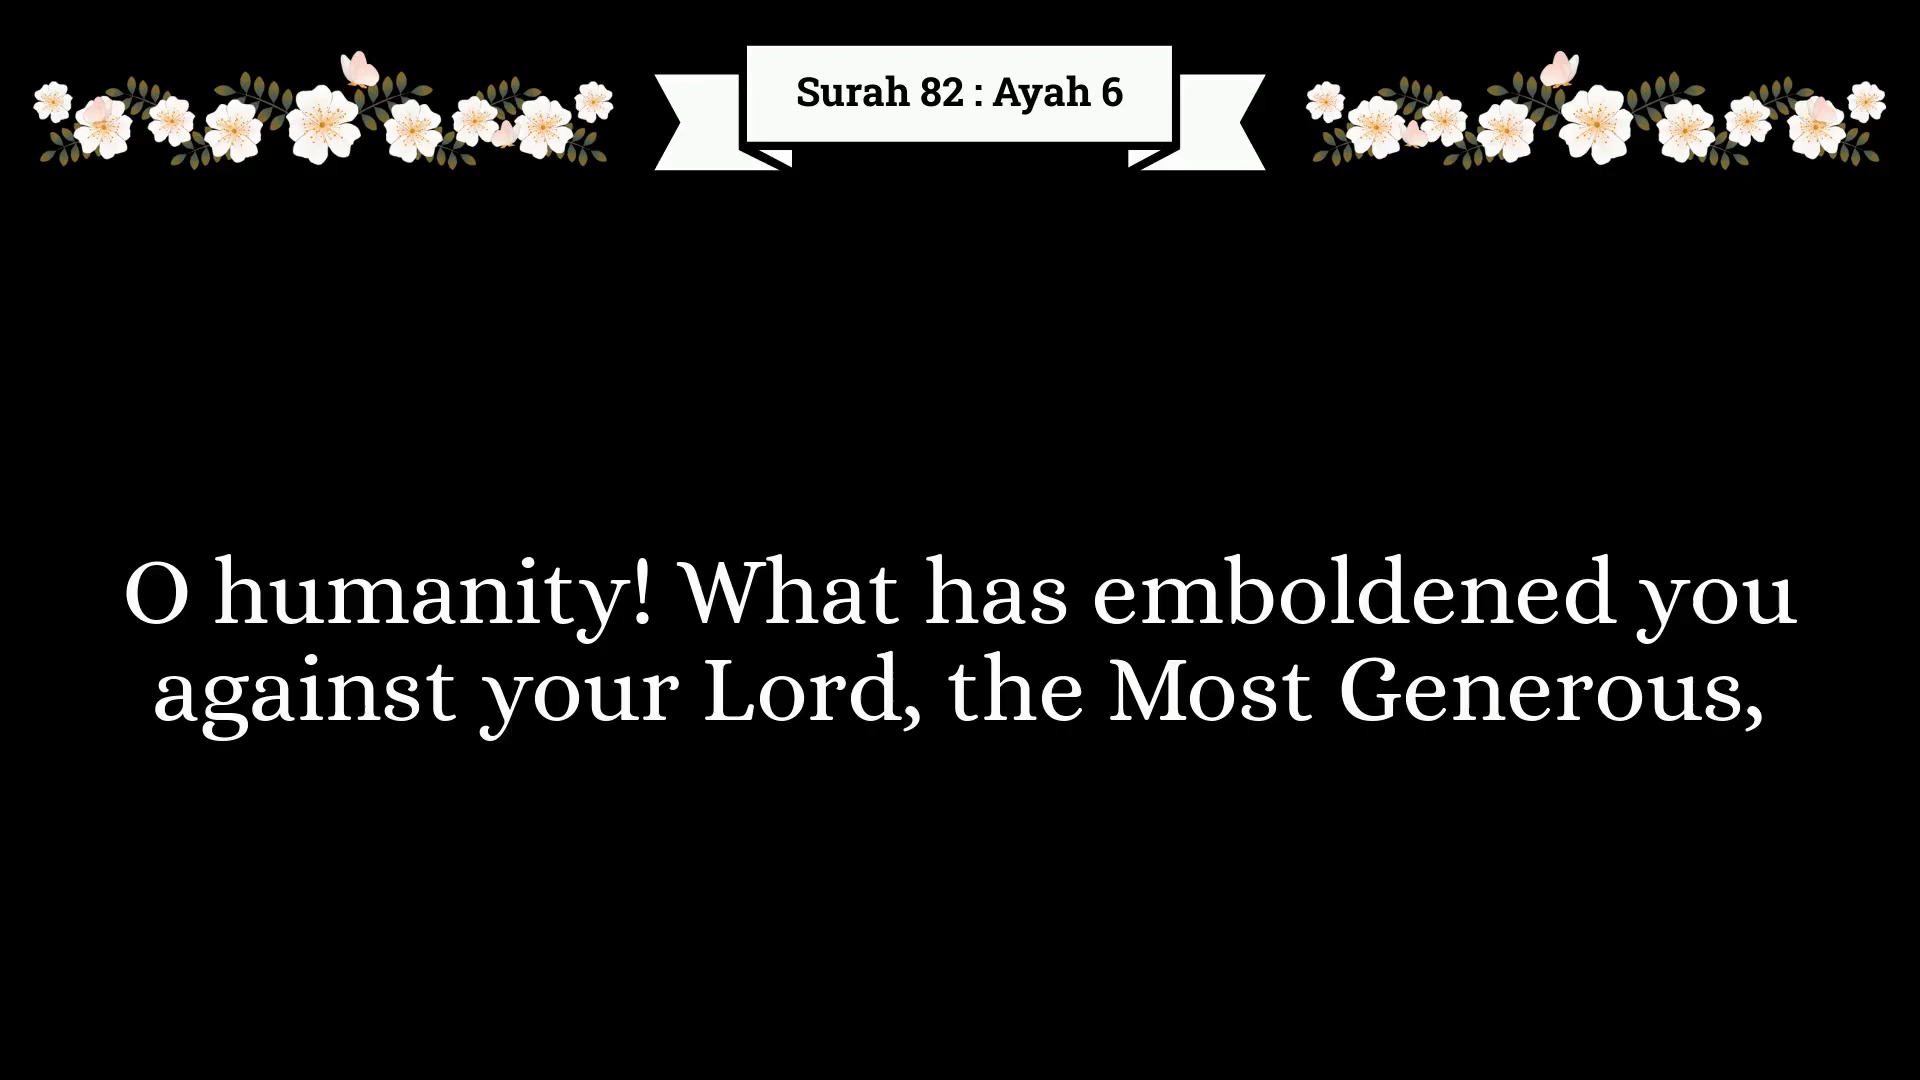 Surah 82 : Ayah 6
O humanity! What has emboldened you
against your Lord, the Most Generous,